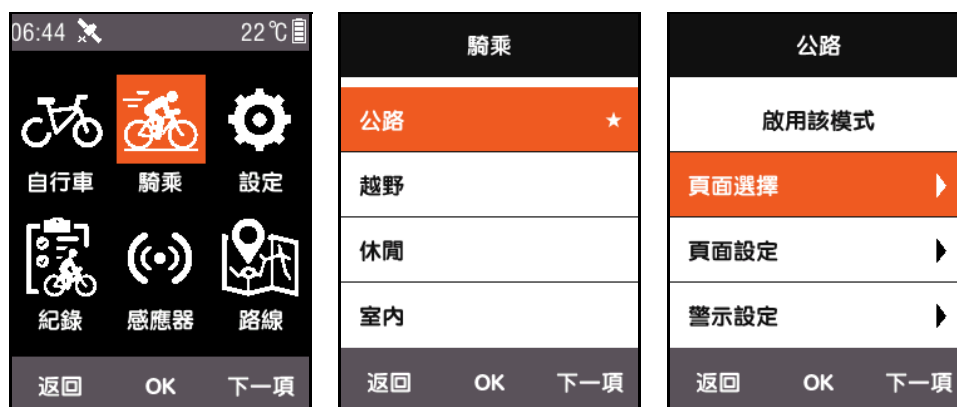 06:44 22℃
自行車 騎乘 設定
紀錄 感應器 路線
返回 OK 下一項
騎乘
公路 ★
越野
休閒
室内
返回 OK 下一項
公路
啟用該模式
頁面選擇
頁面設定
警示設定
返回 OK 下一項